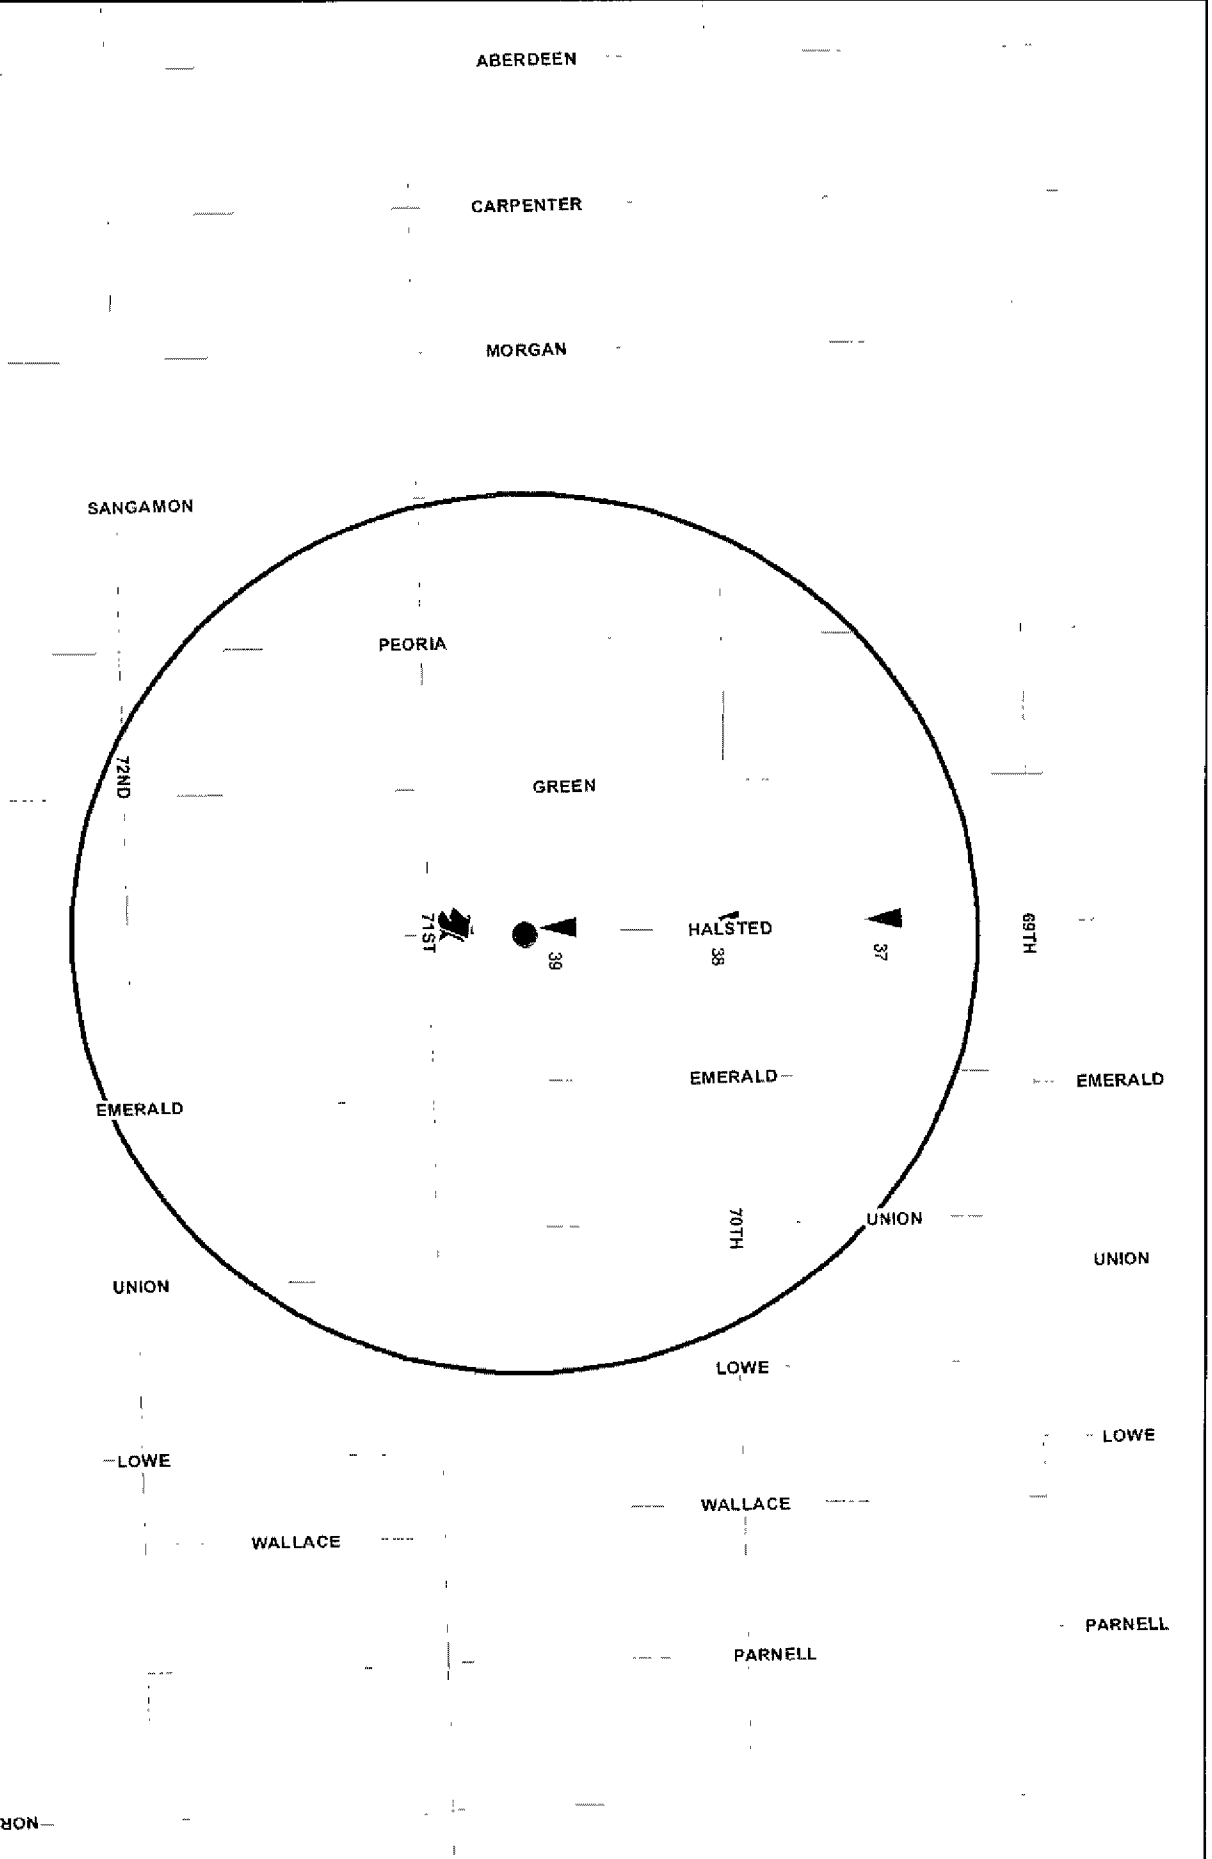 ABERDEEN
CARPENTER
MORGAN
SANGAMON
PEORIA
72ND
GREEN
71ST
HALSTED
69TH
39
38
37
EMERALD
EMERALD
EMERALD
70TH
UNION
UNION
UNION
LOWE
LOWE
LOWE
WALLACE
WALLACE
PARNELL
PARNELL